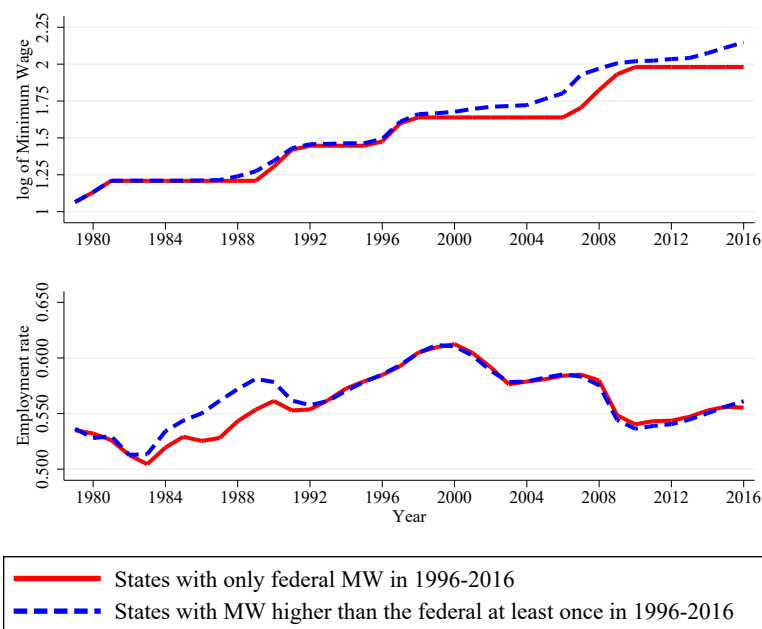 log of Minimum Wage
2.25
2
1.75
1.5
1.25
1
1980 1984 1988 1992 1996 2000 2004 2008 2012 2016
Employment rate
0.650
0.600
0.550
0.500
1980 1984 1988 1992 1996 2000 2004 2008 2012 2016
Year
States with only federal MW in 1996-2016
States with MW higher than the federal at least once in 1996-2016